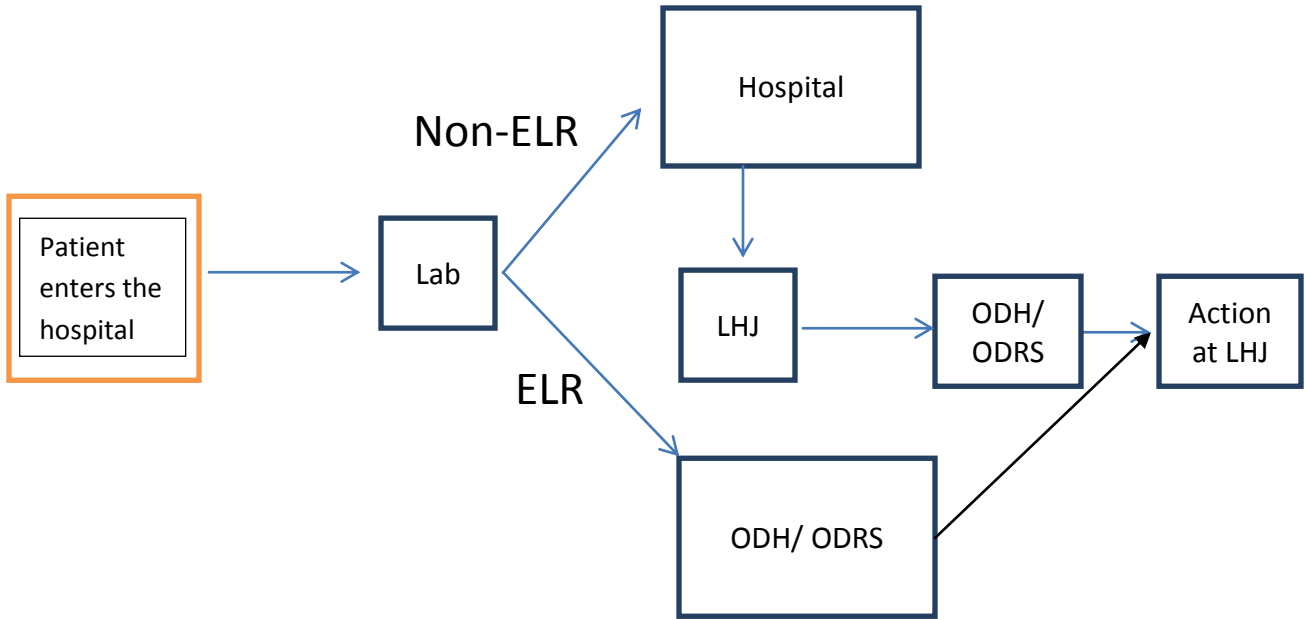 Patient
enters the
hospital
Lab
Non-ELR
ELR
Hospital
LHJ
ODH/
ODRS
Action
at LHJ
ODH/ ODRS